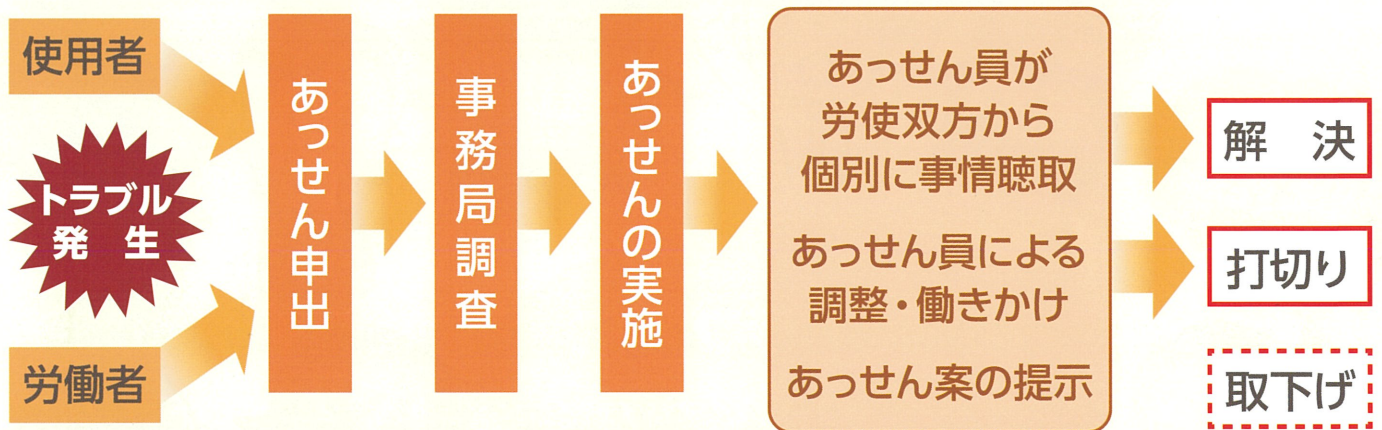 使用者
トラブル
発　生
労働者
あっせん申出
事務局調査
あっせんの実施
あっせん員が
労使双方から
個別に事情聴取
あっせん員による
調整・働きかけ
あっせん案の提示
解　決
打切り
取下げ